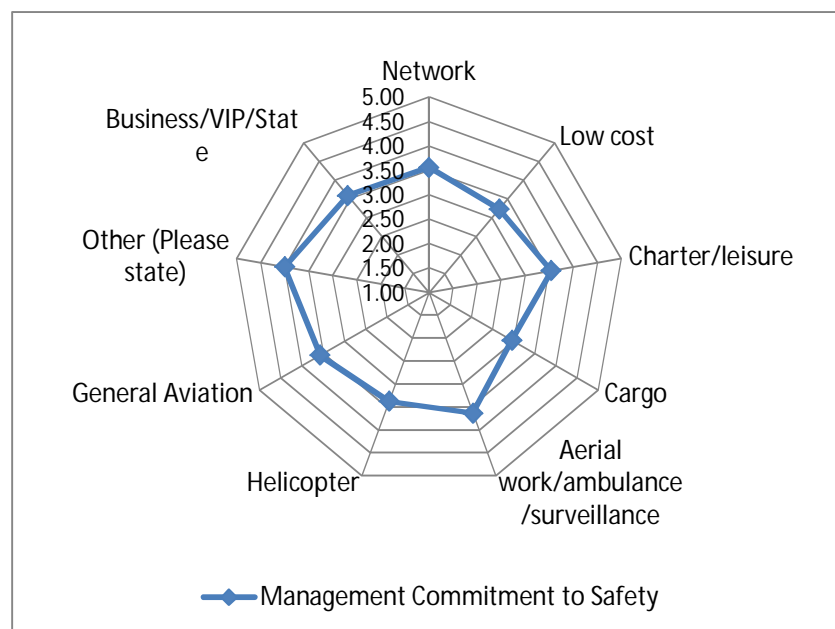 Network
5.00
4.50
4.00
3.50
3.00
2.50
2.00
1.50
1.00
Low cost
Charter/leisure
Cargo
Aerial
work/ambulance
/surveillance
Helicopter
General Aviation
Other (Please
state)
Business/VIP/Stat
e
Management Commitment to Safety